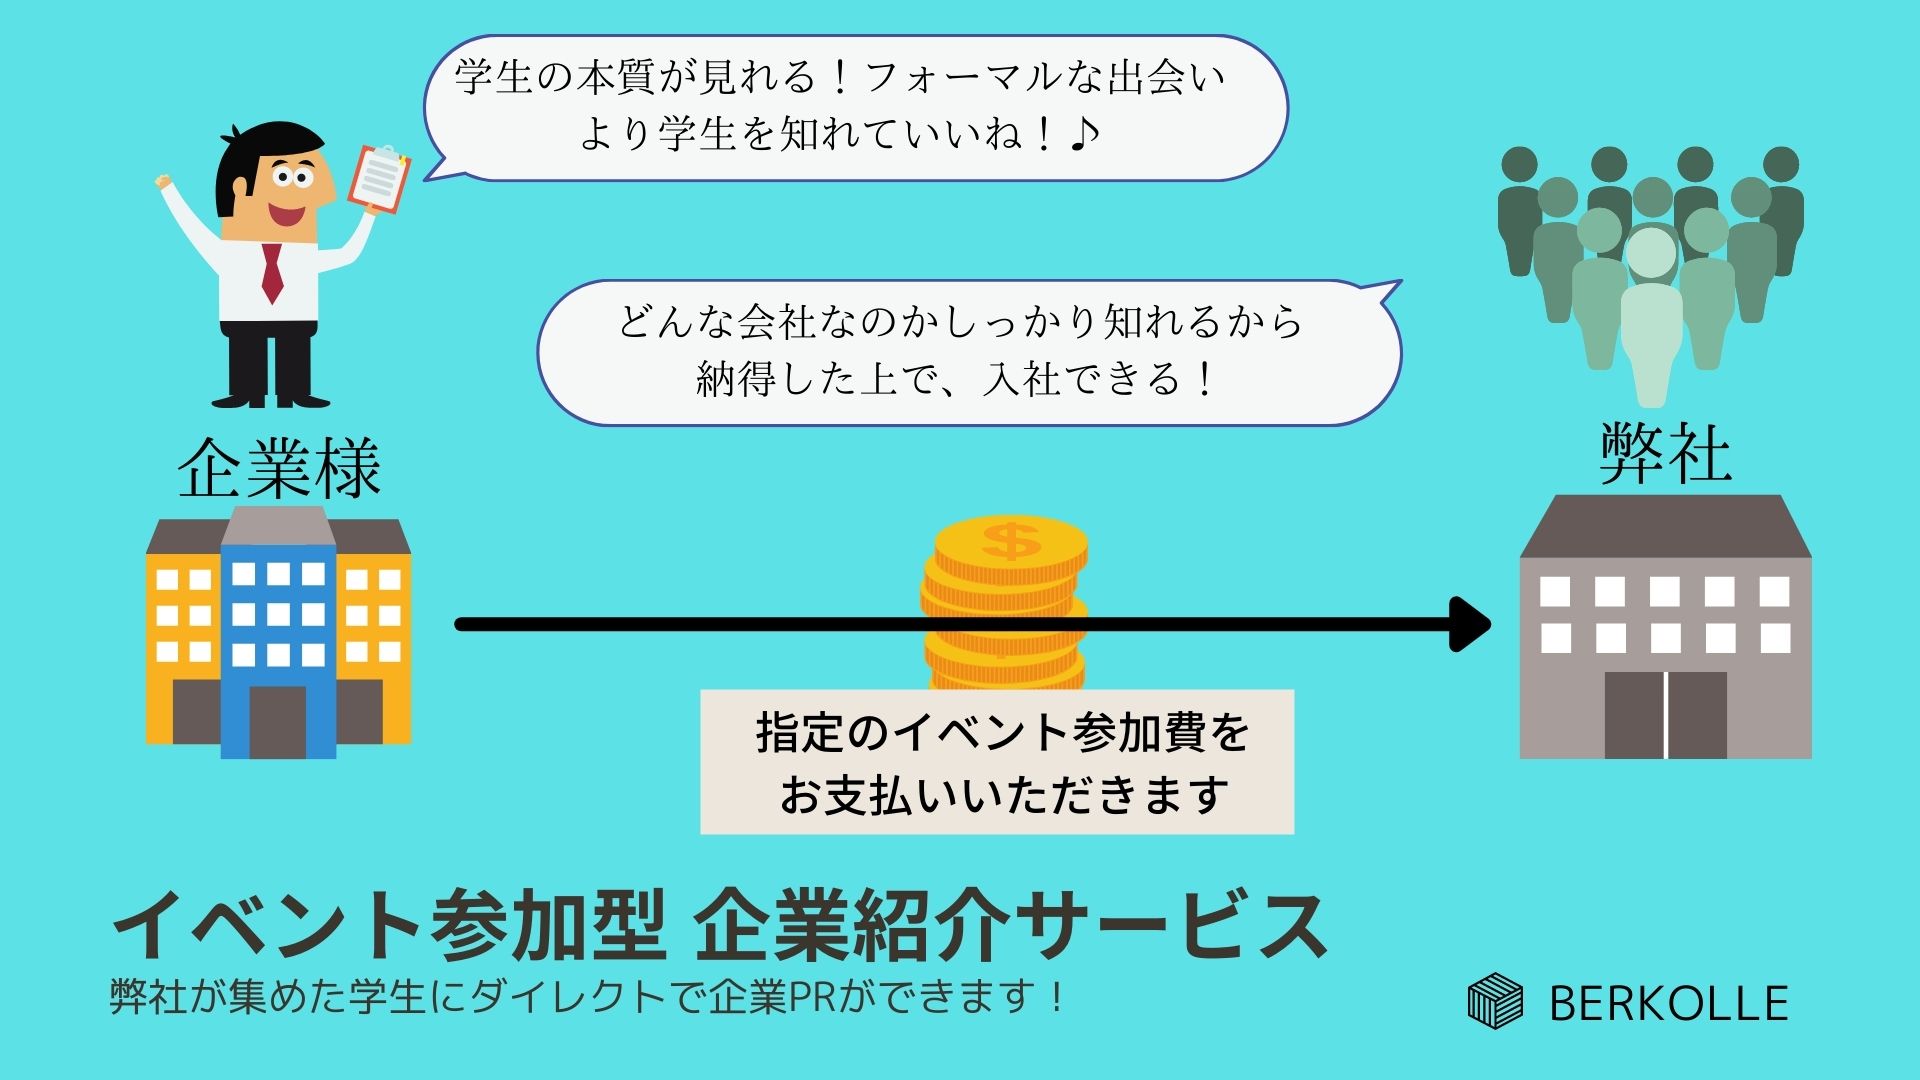 学生の本質が見れる！フォーマルな出会い
より学生を知れていいね！♪
どんな会社なのかしっかり知れるから
納得した上で、入社できる！
企業様
弊社
指定のイベント参加費を
お支払いいただきます
イベント参加型 企業紹介サービス
弊社が集めた学生にダイレクトで企業PRができます！
BERKOLLE